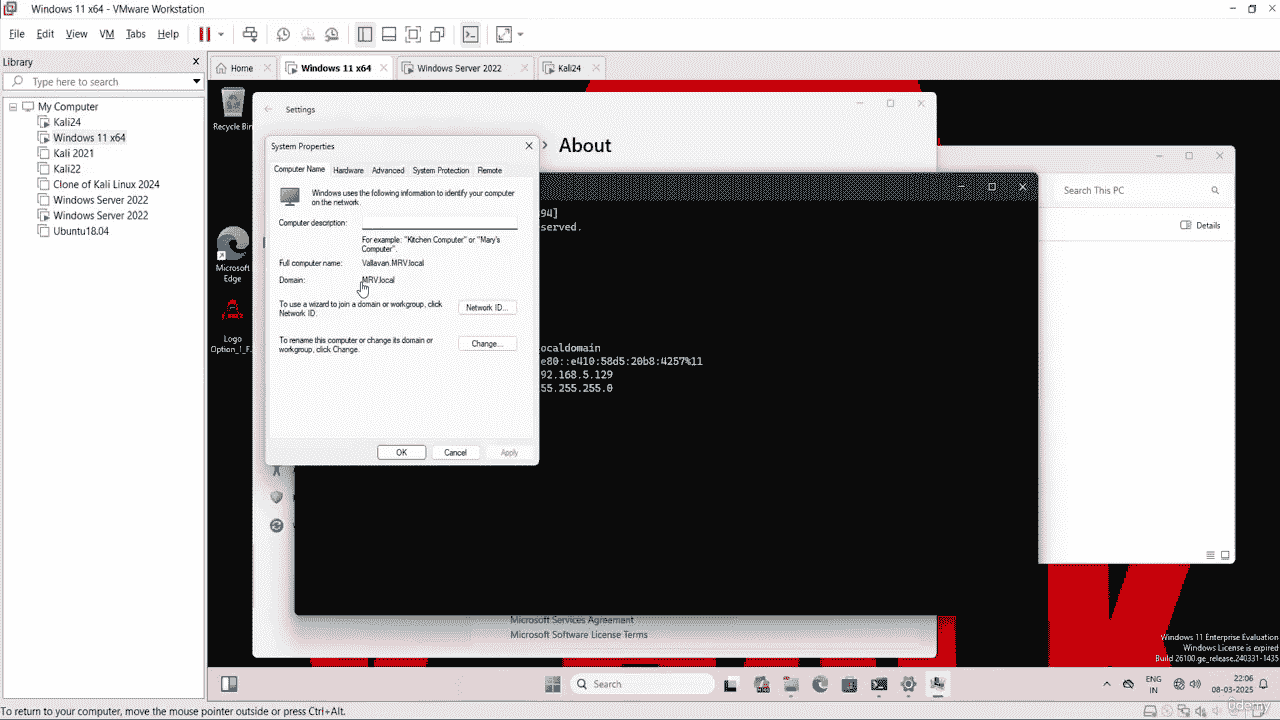 Windows 11 x64 - VMware Workstation
File Edit View VM Tabs Help
Library
Type here to search
My Computer
Kali24
Windows 11 x64
Kali 2021
Kali22
Clone of Kali Linux 2024
Windows Server 2022
Windows Server 2022
Ubuntu18.04
Home
Windows 11 x64
Windows Server 2022
Kali24
Recycle Bin
Microsoft
Edge
Logo
Option_!_F...
Settings
About
System Properties
Computer Name Hardware Advanced System Protection Remote
Windows uses the following information to identify your computer
on the network.
Computer description:
For example: "Kitchen Computer" or "Mary's
Computer".
Full computer name: Vallavan.MRV.local
Domain: MRV.local
To use a wizard to join a domain or workgroup, click
Network ID.
Network ID...
To rename this computer or change its domain or
workgroup, click Change.
Change...
OK Cancel Apply
94]
served.
ocaldomain
e80::e410:58d5:20b8:4257%11
92.168.5.129
55.255.255.0
Search This PC
Details
Microsoft Services Agreement
Microsoft Software License Terms
Windows 11 Enterprise Evaluation
Windows License is expired
Build 26100.ge_release.240331-1435
Search
ENG
IN
22:06
08-03-2025
To return to your computer, move the mouse pointer outside or press Ctrl+Alt.
ûdemy